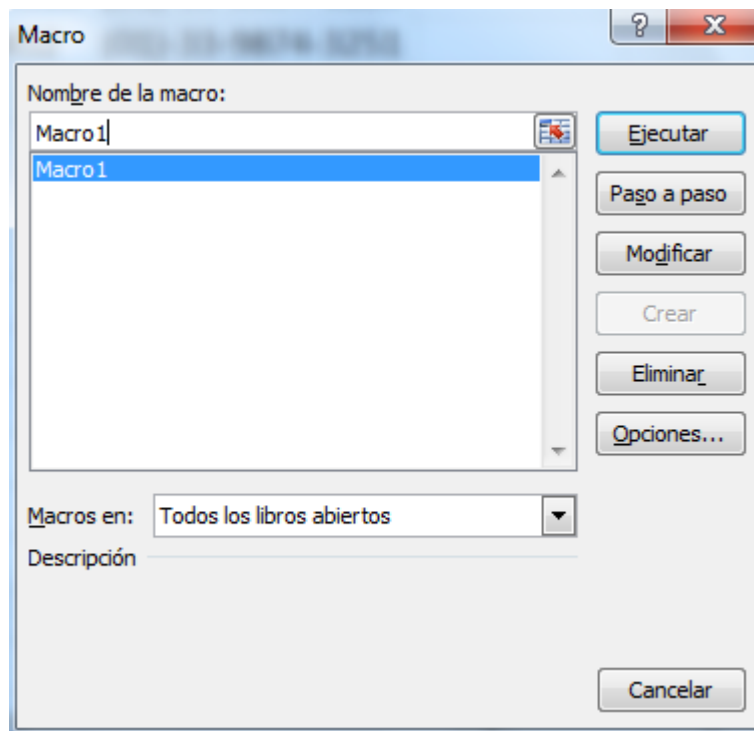 Macro
Nombre de la macro:
Macro1
Macro1
Ejecutar
Paso a paso
Modificar
Crear
Eliminar
Opciones...
Macros en: Todos los libros abiertos
Descripción
Cancelar